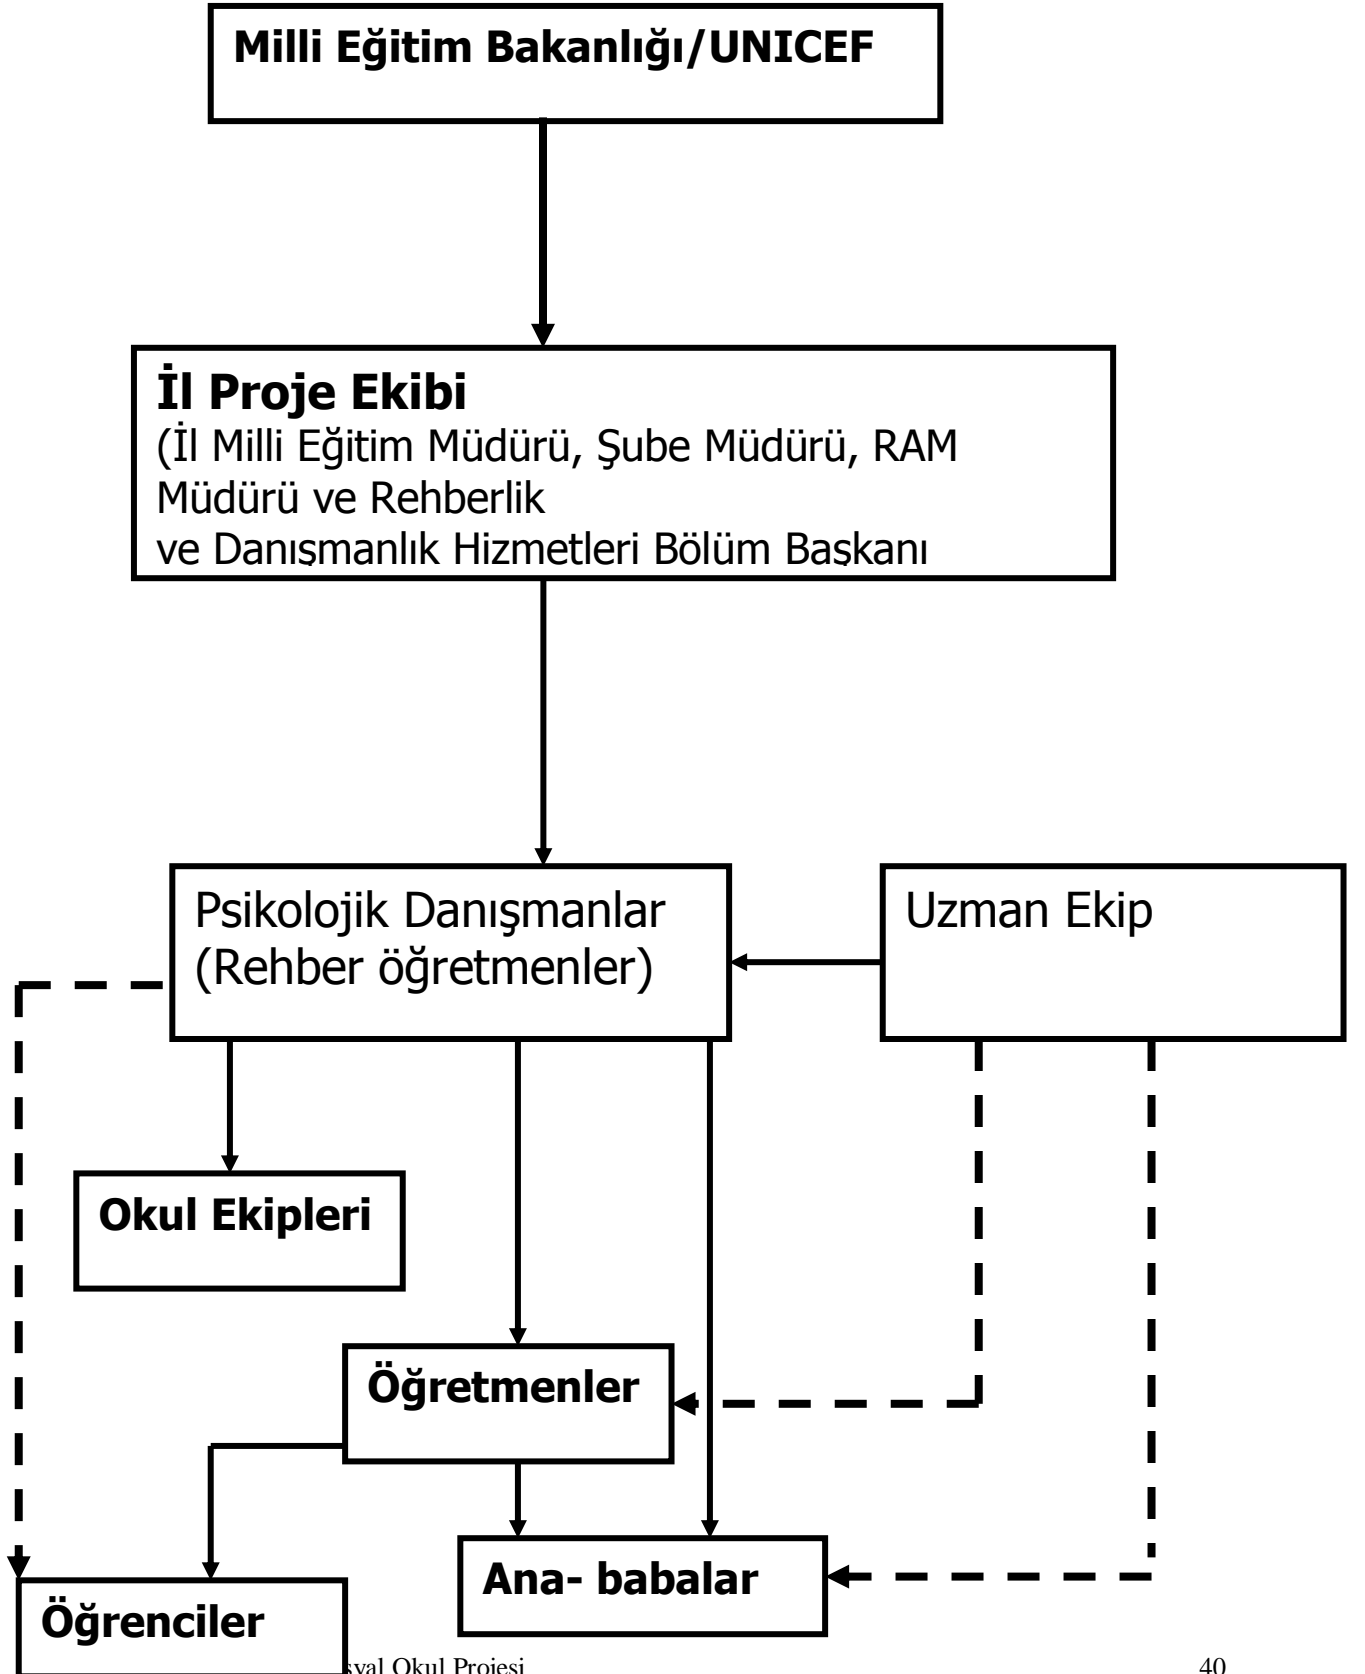 Milli Eğitim Bakanlığı/UNICEF
İl Proje Ekibi
(İl Milli Eğitim Müdürü, Şube Müdürü, RAM
Müdürü ve Rehberlik
ve Danışmanlık Hizmetleri Bölüm Başkanı
Psikolojik Danışmanlar
(Rehber öğretmenler)
Uzman Ekip
Okul Ekipleri
Öğretmenler
Ana- babalar
Öğrenciler
Okul Projesi 40